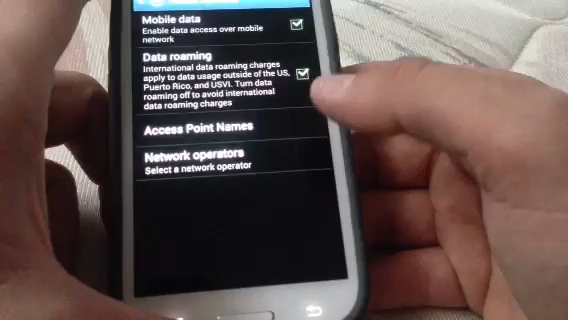 Mobile data
Enable data access over mobile
network
Data roaming
International data roaming charges
apply to data usage outside of the US,
Puerto Rico, and USVI. Turn data
roaming off to avoid international
data roaming charges
Access Point Names
Network operators
Select a network operator